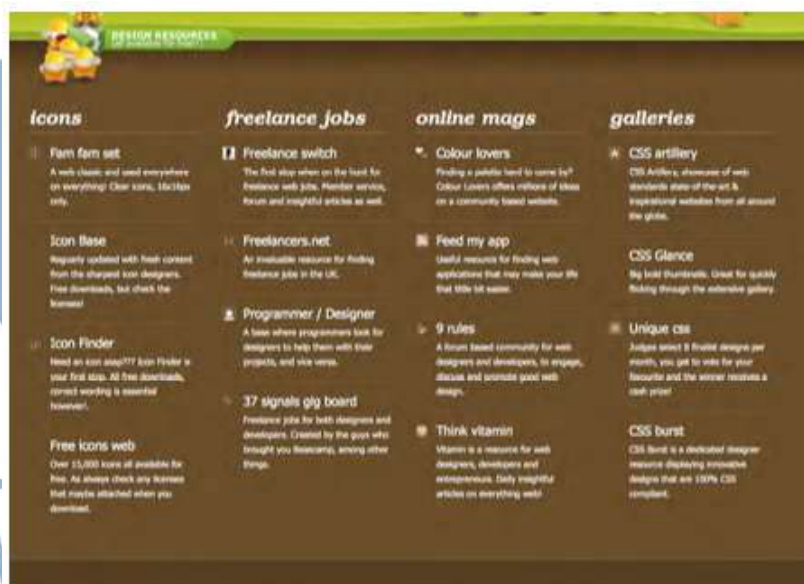 DESIGN RESOURCES
icons
Fam fam set
A web classic and used everywhere
on everything! Clear icons, 16x16px
only.
Icon Base
Reguarly updated with fresh content
from the sharpest icon designers.
Free downloads, but check the
licenses!
Icon Finder
Need an icon asap??? Icon Finder is
your first stop. All free downloads,
correct wording is essential
however!.
Free icons web
Over 15,000 icons all available for
free. As always check any licenses
that maybe attached when you
download.
freelance jobs
Freelance switch
The first stop when on the hunt for
freelance web jobs. Member service,
forum and insightful articles as well.
Freelancers.net
An invaluable resource for finding
freelance jobs in the UK.
Programmer / Designer
A base where programmers look for
designers to help them with their
projects, and vice versa.
37 signals gig board
Freelance jobs for both designers and
developers. Created by the guys who
brought you Basecamp, among other
things.
online mags
Colour lovers
Finding a palette hard to come by?
Colour Lovers offers millions of ideas
on a community based website.
Feed my app
Useful resource for finding web
applications that may make your life
that little bit easier.
9 rules
A forum based community for web
designers and developers, to engage,
discuss and promote good web
design.
Think vitamin
Vitamin is a resource for web
designers, developers and
entrepreneurs. Daily insightful
articles on everything web!
galleries
CSS artillery
CSS Artillery, showcase of web
standards state-of-the-art &
inspirational websites from all around
the globe.
CSS Glance
Big bold thumbnails. Great for quickly
flicking through the extensive gallery.
Unique css
Judges select 8 finalist designs per
month, you get to vote for your
favourite and the winner receives a
cash prize!
CSS burst
CSS Burst is a dedicated designer
resource displaying innovative
designs that are 100% CSS
compliant.